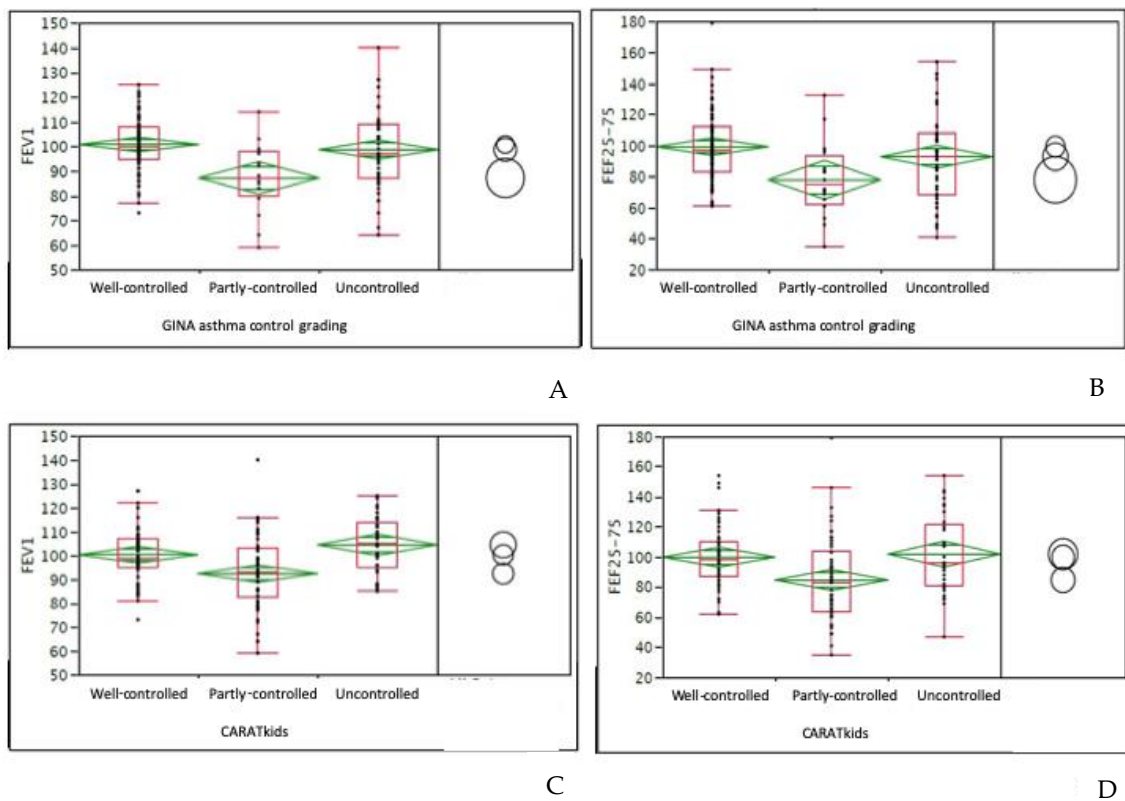 150
140
130
120
110
100
90
80
70
60
50
FEV1
Well-controlled Partly-controlled Uncontrolled
GINA asthma control grading
A
180
160
140
120
100
80
60
40
20
FEF25-75
Well-controlled Partly-controlled Uncontrolled
GINA asthma control grading
B
150
140
130
120
110
100
90
80
70
60
50
FEV1
Well-controlled Partly-controlled Uncontrolled
CARATkids
C
180
160
140
120
100
80
60
40
20
FEF25-75
Well-controlled Partly-controlled Uncontrolled
CARATkids
D